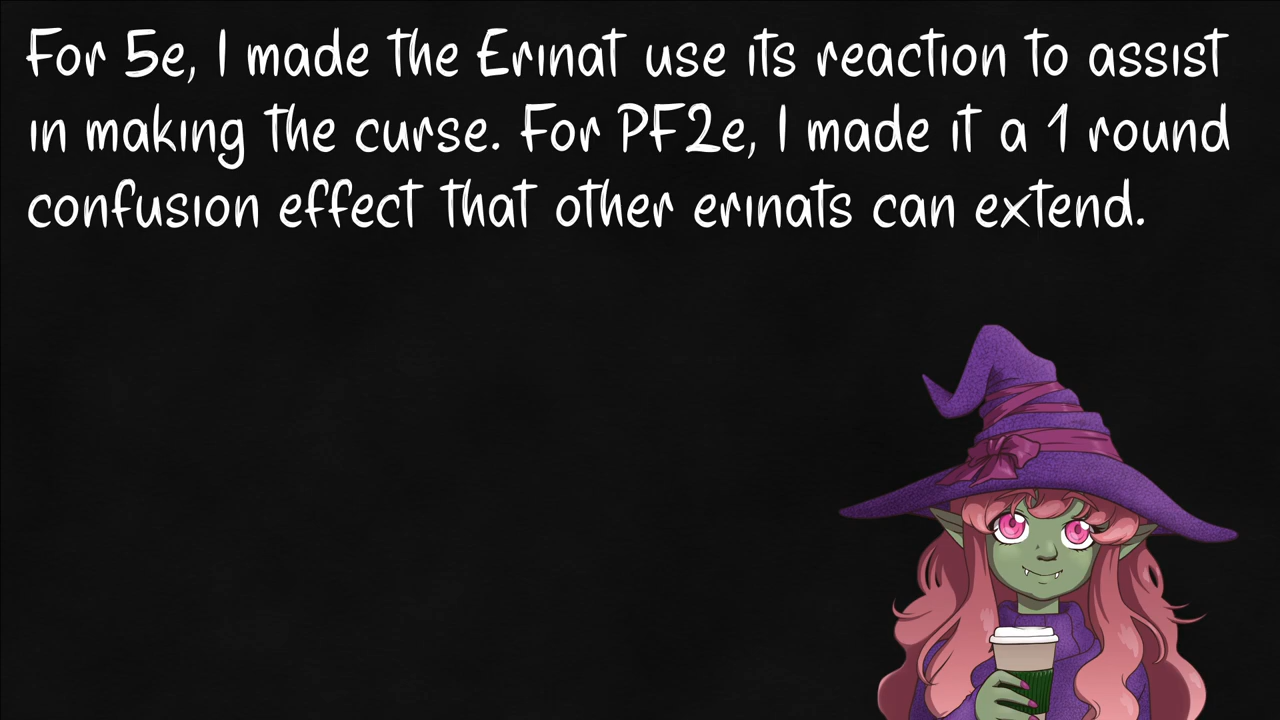 For 5e, I made the Erinat use its reaction to assist
in making the curse. For PF2e, I made it a 1 round
confusion effect that other erinats can extend.